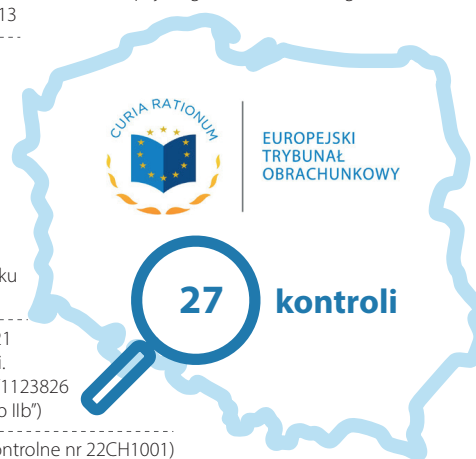 13
CURIA RATIONUM
EUROPEJSKI
TRYBUNAŁ
OBRACHUNKOWY
ku
27 kontroli
21
i.
1123826
o IIb”)
ontrolne nr 22CH1001)